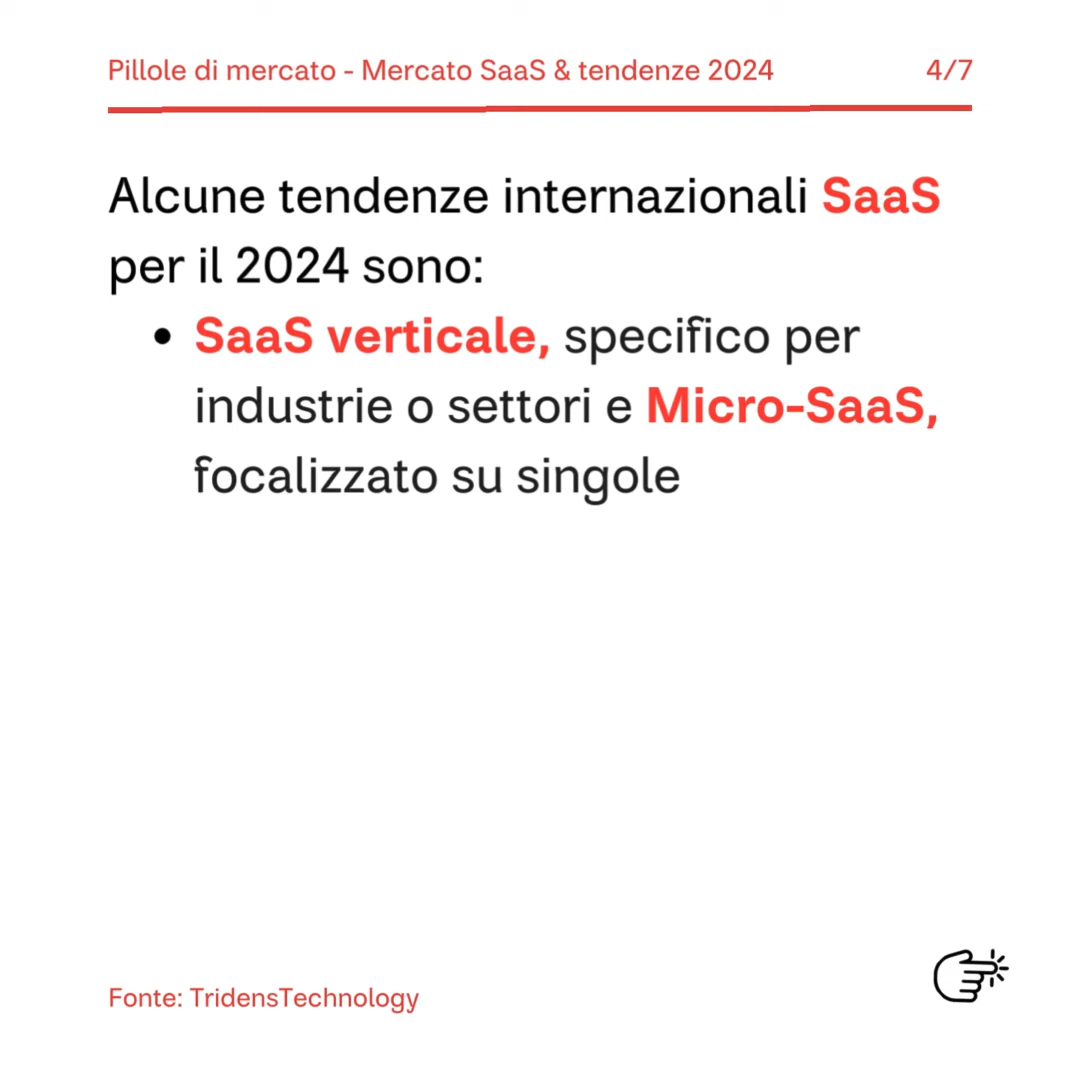 Pillole di mercato - Mercato SaaS & tendenze 2024 4/7
Alcune tendenze internazionali SaaS
per il 2024 sono:
• SaaS verticale, specifico per
industrie o settori e Micro-SaaS,
focalizzato su singole
Fonte: TridensTechnology